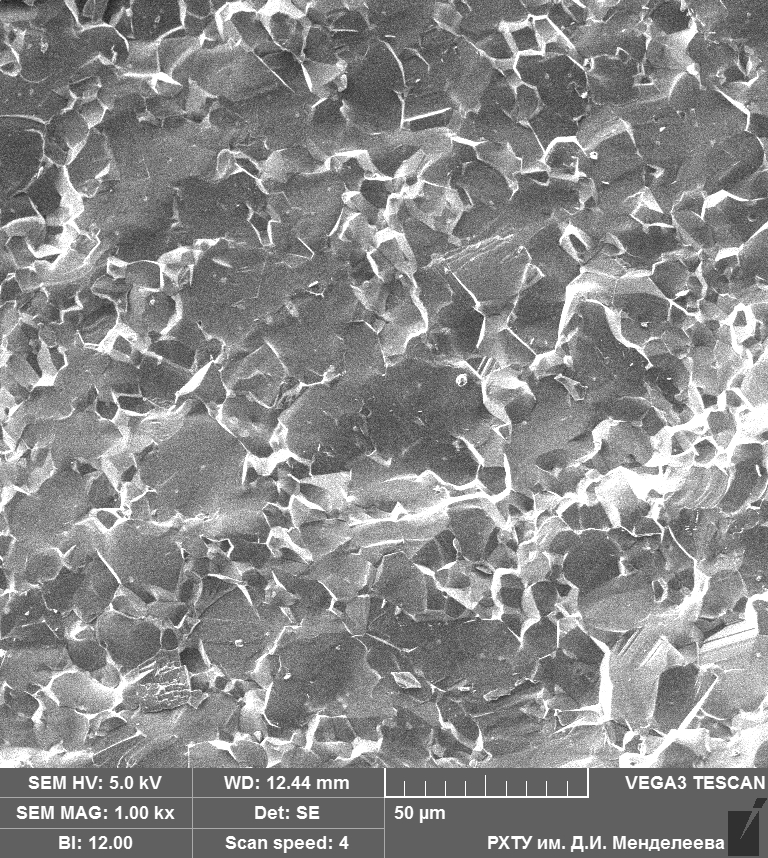 SEM HV: 5.0 kV
WD: 12.44 mm
VEGA3 TESCAN
SEM MAG: 1.00 kx
Det: SE
50 µm
BI: 12.00
Scan speed: 4
РХТУ им. Д.И. Менделеева